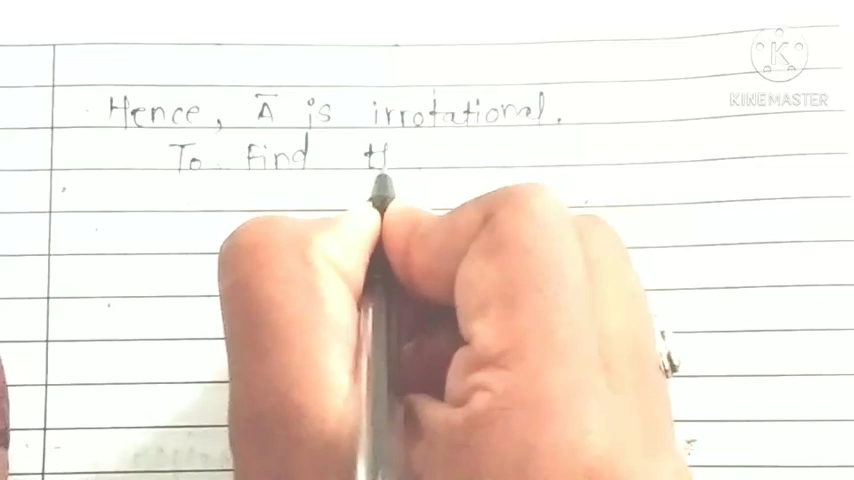 Hence, Ā is irrotational.
To find
KINEMASTER